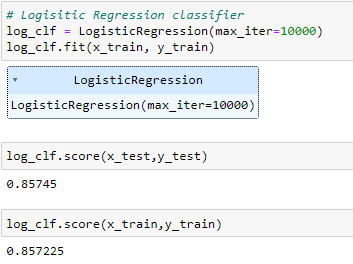 # Logisitic Regression classifier
log_clf = LogisticRegression(max_iter=10000)
log_clf.fit(x_train, y_train)
▾ LogisticRegression
LogisticRegression(max_iter=10000)
log_clf.score(x_test,y_test)
0.85745
log_clf.score(x_train,y_train)
0.857225